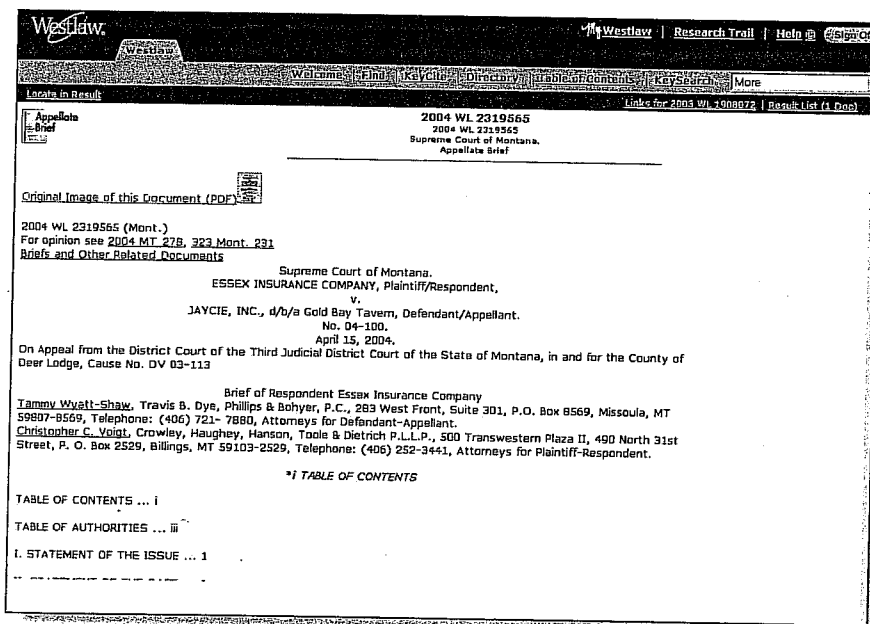 Westlaw.
My Westlaw | Research Trail | Help | Sign Of
Westlaw
Welcome Find KeyCite Directory Table of Contents KeySearch More
Locate in Result
Links for 2003 WL 1908072 | Result List (1 Doc)
Appellate
Brief
2004 WL 2319565
2004 WL 2319565
Supreme Court of Montana.
Appellate Brief
Original Image of this Document (PDF)
2004 WL 2319565 (Mont.)
For opinion see 2004 MT 278, 323 Mont. 231
Briefs and Other Related Documents
Supreme Court of Montana.
ESSEX INSURANCE COMPANY, Plaintiff/Respondent,
v.
JAYCIE, INC., d/b/a Gold Bay Tavern, Defendant/Appellant.
No. 04-100.
April 15, 2004.
On Appeal from the District Court of the Third Judicial District Court of the State of Montana, in and for the County of
Deer Lodge, Cause No. DV 03-113
Brief of Respondent Essex Insurance Company
Tammy Wyatt-Shaw, Travis B. Dye, Phillips & Bohyer, P.C., 283 West Front, Suite 301, P.O. Box 8569, Missoula, MT
59807-8569, Telephone: (406) 721- 7880, Attorneys for Defendant-Appellant.
Christopher C. Voigt, Crowley, Haughey, Hanson, Toole & Dietrich P.L.L.P., 500 Transwestern Plaza II, 490 North 31st
Street, P. O. Box 2529, Billings, MT 59103-2529, Telephone: (406) 252-3441, Attorneys for Plaintiff-Respondent.
*i TABLE OF CONTENTS
TABLE OF CONTENTS ... i
TABLE OF AUTHORITIES ... iii
I. STATEMENT OF THE ISSUE ... 1